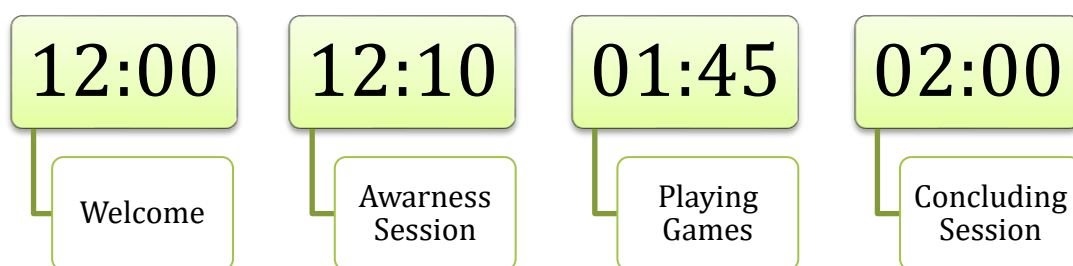 12:00
Welcome
12:10
Awarness
Session
01:45
Playing
Games
02:00
Concluding
Session